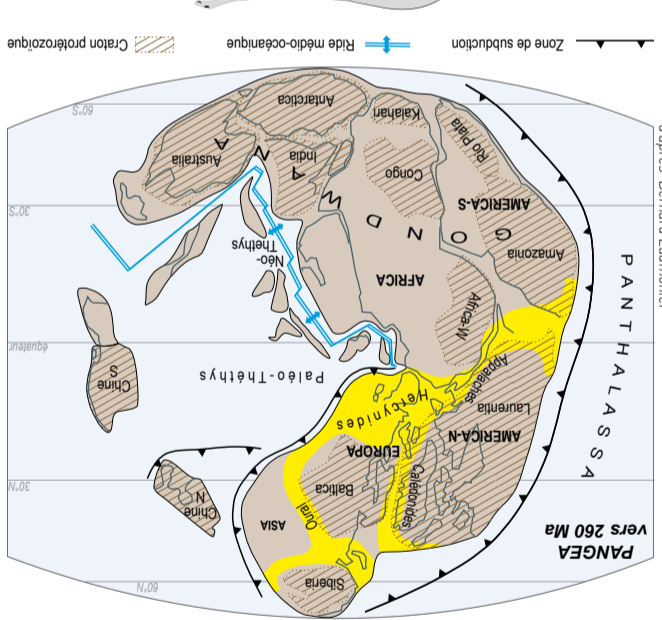 PANGEA
vers 260 Ma
60°N
Siberia
ASIA
Oural
Chine
N
30°N
Baltica
Calédonides
EUROPA
AMERICA-N
Laurentia
Hercynides
Appalaches
PANTHALASSA
Paléo-Théthys
Chine
S
équateur
Africa-W
AFRICA
Néo-
Thethys
Amazonia
AMERICA-S
GONDWANA
30°S
Rio Plata
Congo
India
Australia
Kalahari
Antarctica
60°S
Zone de subduction
Ride médio-océanique
Craton protérozoïque